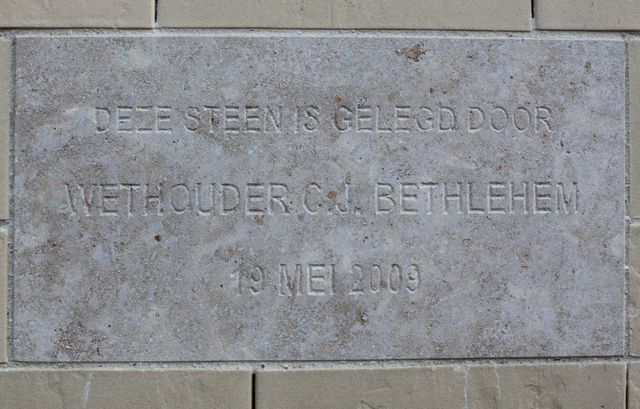 DEZE STEEN IS GELEGD DOOR
WETHOUDER C.J. BETHLEHEM
19 MEI 2009